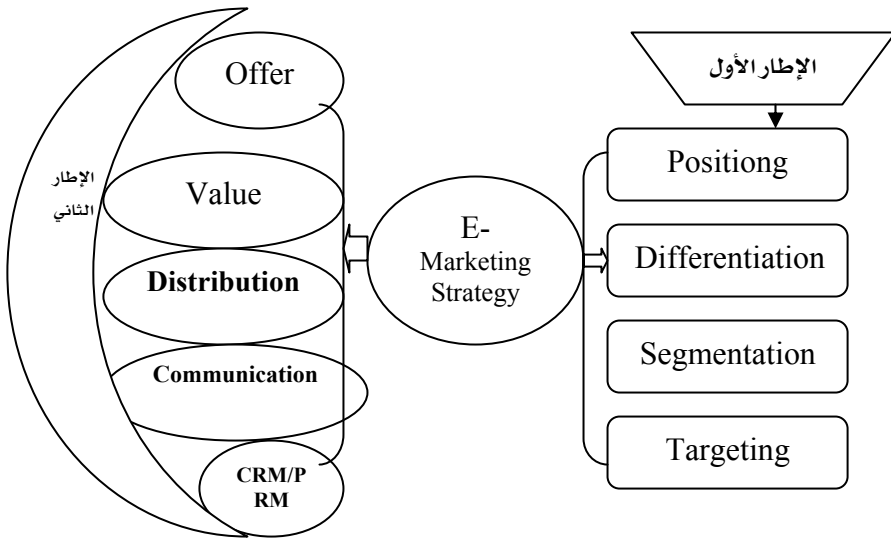 الإطار الأول
Positiong
Differentiation
Segmentation
Targeting
E-
Marketing
Strategy
Offer
Value
Distribution
Communication
CRM/P
RM
الإطار
الثاني